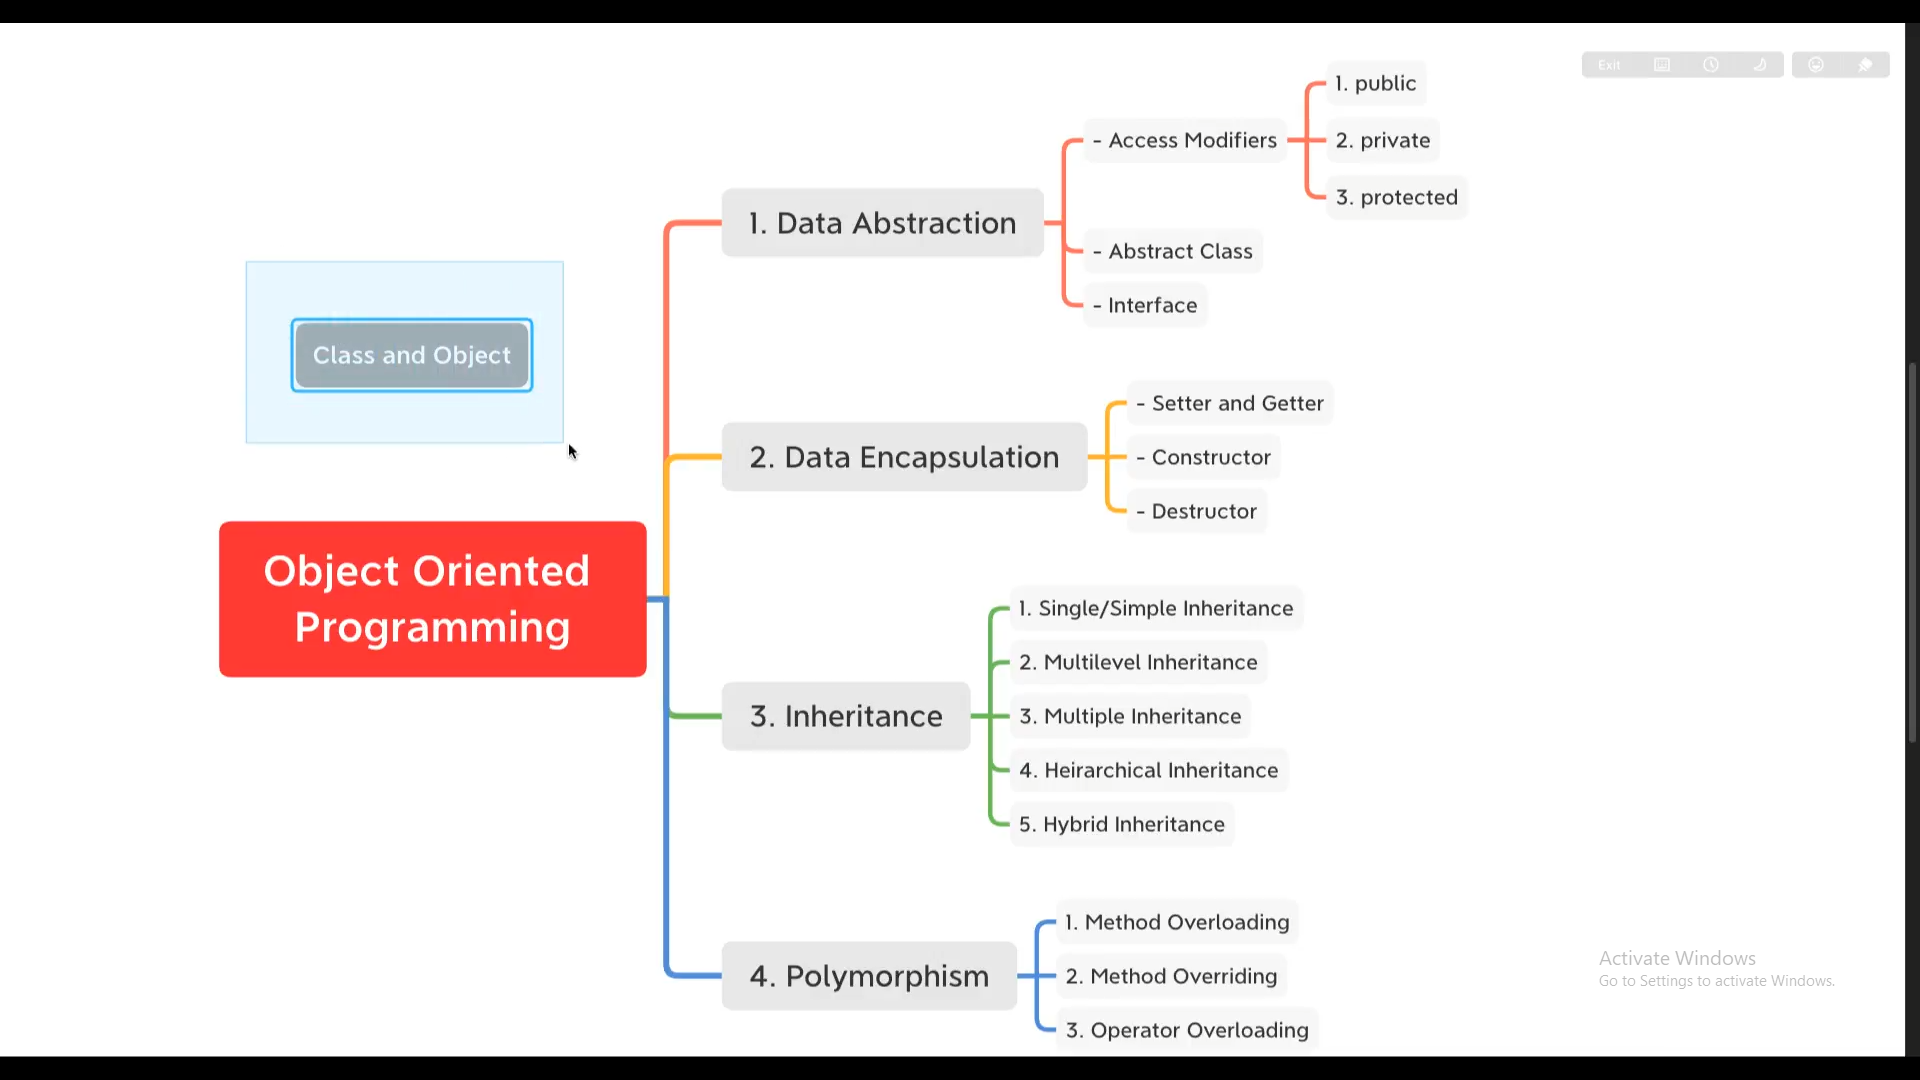 Exit
Class and Object
Object Oriented
Programming
1. Data Abstraction
- Access Modifiers
1. public
2. private
3. protected
- Abstract Class
- Interface
2. Data Encapsulation
- Setter and Getter
- Constructor
- Destructor
3. Inheritance
1. Single/Simple Inheritance
2. Multilevel Inheritance
3. Multiple Inheritance
4. Heirarchical Inheritance
5. Hybrid Inheritance
4. Polymorphism
1. Method Overloading
2. Method Overriding
3. Operator Overloading
Activate Windows
Go to Settings to activate Windows.